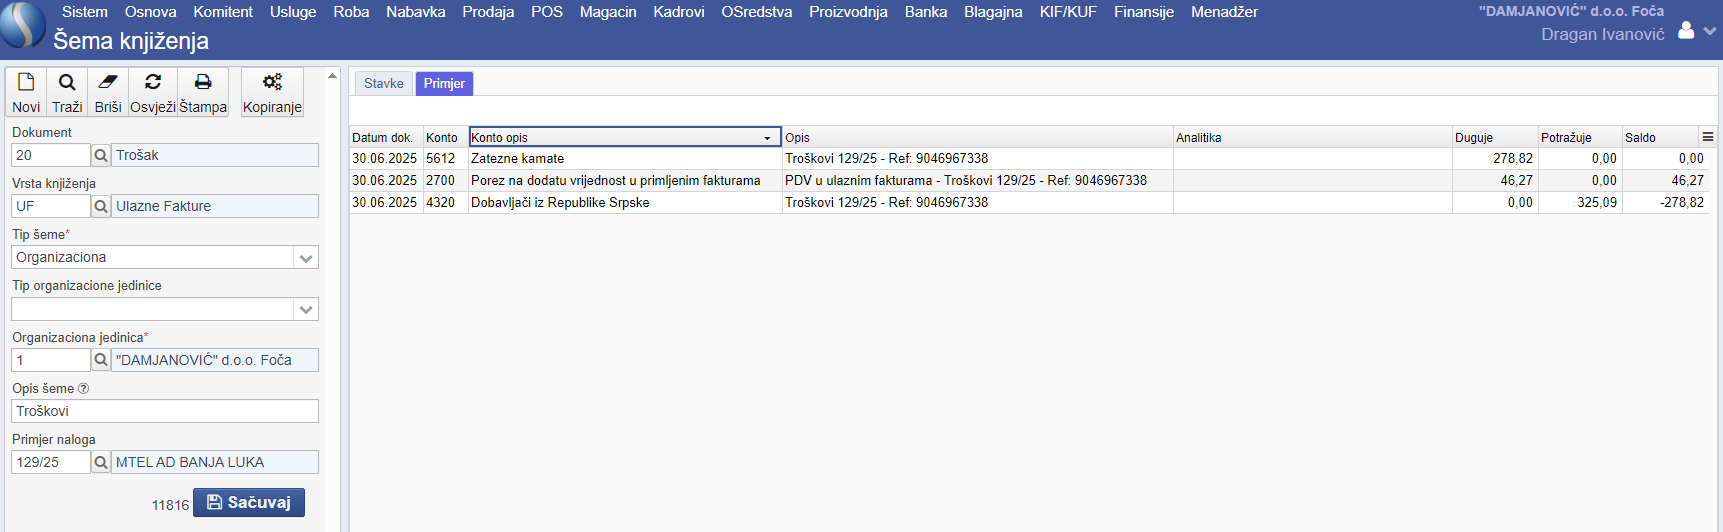 Sistem Osnova Komitent Usluge Roba Nabavka Prodaja POS Magacin Kadrovi OSredstva Proizvodnja Banka Blagajna KIF/KUF Finansije Menadžer
"DAMJANOVIĆ" d.o.o. Foča
Dragan Ivanović
Šema knjiženja
Novi Traži Briši Osvježi Štampa Kopiranje
Dokument
20 Trošak
Vrsta knjiženja
UF Ulazne Fakture
Tip šeme*
Organizaciona
Tip organizacione jedinice
Organizaciona jedinica*
1 "DAMJANOVIĆ" d.o.o. Foča
Opis šeme
Troškovi
Primjer naloga
129/25 MTEL AD BANJA LUKA
11816 Sačuvaj
Stavke Primjer
Datum dok. Konto Konto opis Opis Analitika Duguje Potražuje Saldo
30.06.2025 5612 Zatezne kamate Troškovi 129/25 - Ref: 9046967338 278,82 0,00 0,00
30.06.2025 2700 Porez na dodatu vrijednost u primljenim fakturama PDV u ulaznim fakturama - Troškovi 129/25 - Ref: 9046967338 46,27 0,00 46,27
30.06.2025 4320 Dobavljači iz Republike Srpske Troškovi 129/25 - Ref: 9046967338 0,00 325,09 -278,82